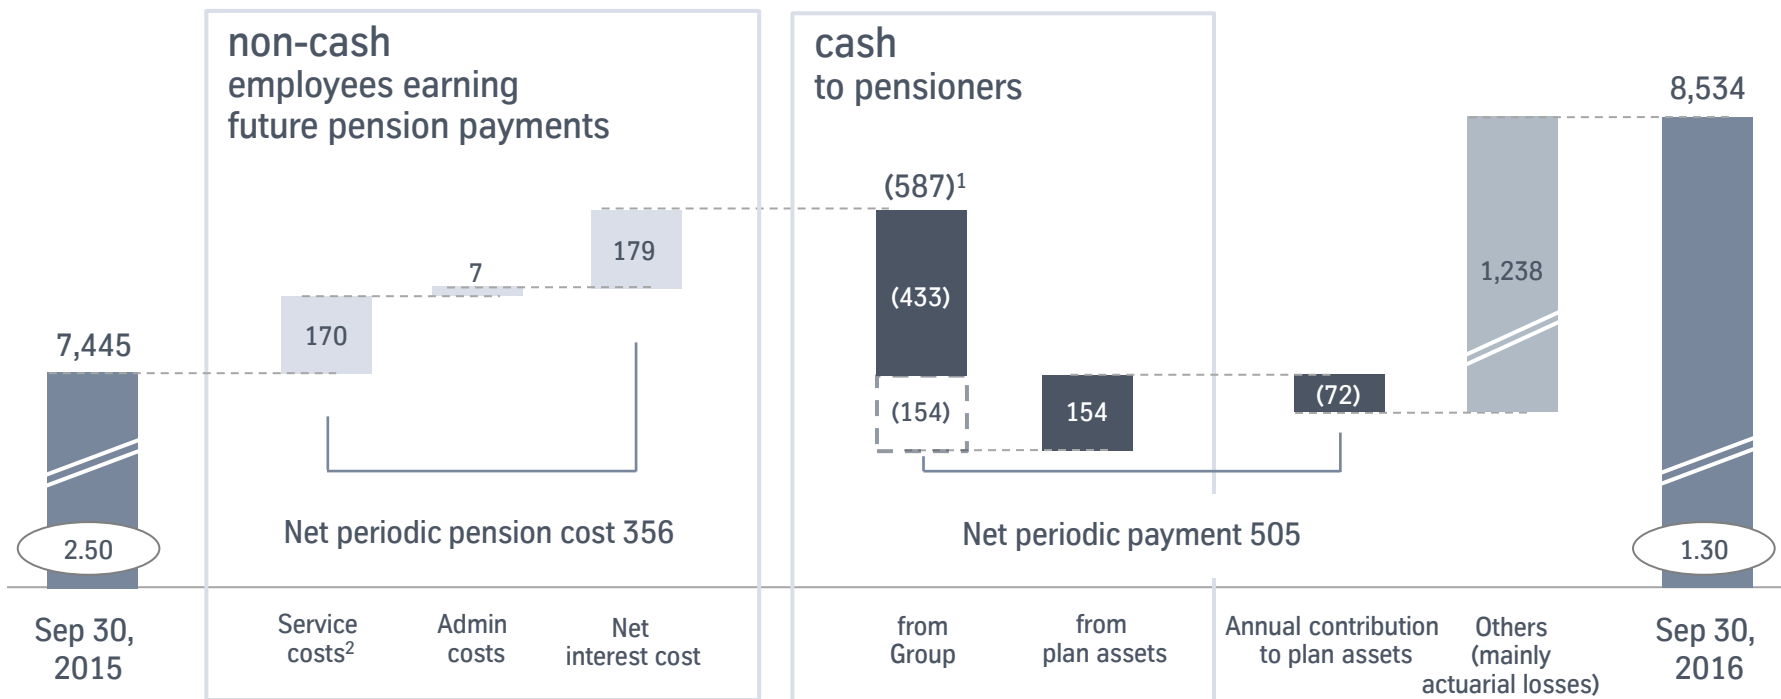 non-cash
employees earning
future pension payments
cash
to pensioners
8,534
(587)1
179
7
(433)
1,238
170
7,445
(154)
154
(72)
Net periodic pension cost 356
Net periodic payment 505
2.50
1.30
Sep 30,
2015
Service
costs2
Admin
costs
Net
interest cost
from
Group
from
plan assets
Annual contribution
to plan assets
Others
(mainly
actuarial losses)
Sep 30,
2016